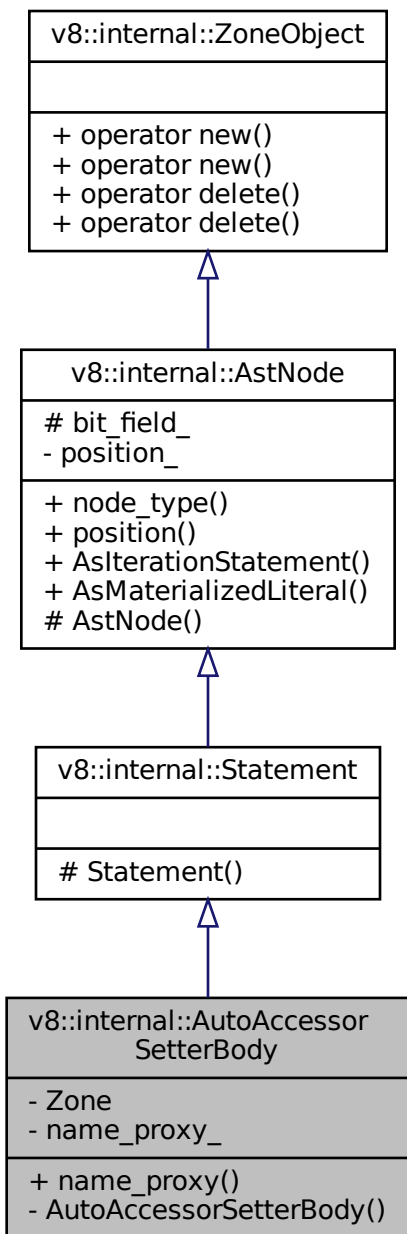 v8::internal::ZoneObject
+ operator new()
+ operator new()
+ operator delete()
+ operator delete()
v8::internal::AstNode
# bit_field_
- position_
+ node_type()
+ position()
+ AsIterationStatement()
+ AsMaterializedLiteral()
# AstNode()
v8::internal::Statement
# Statement()
v8::internal::AutoAccessor
SetterBody
- Zone
- name_proxy_
+ name_proxy()
- AutoAccessorSetterBody()